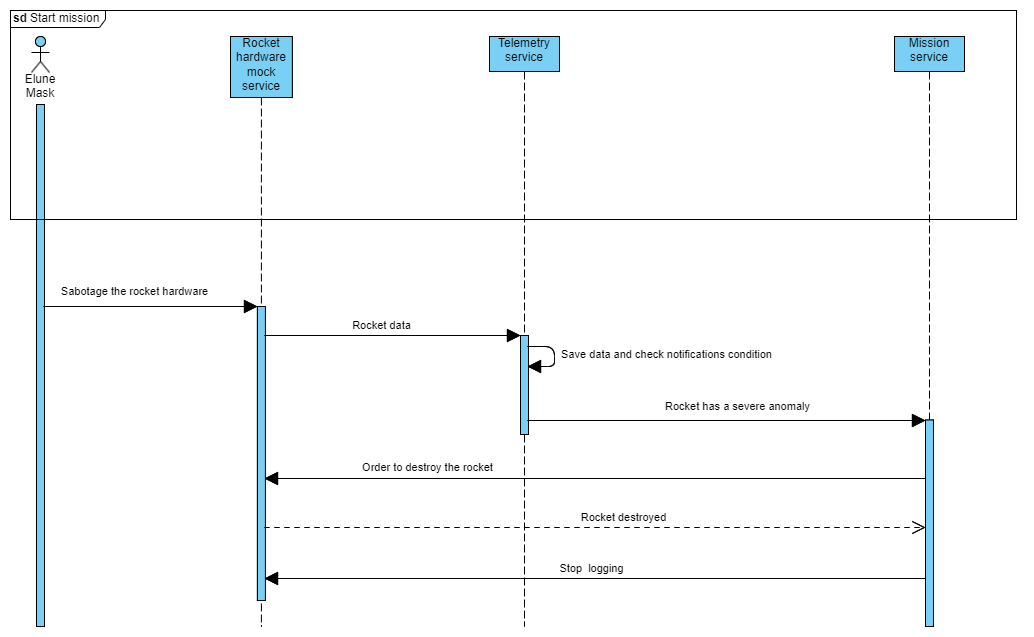 sd Start mission
Elune
Mask
Rocket
hardware
mock
service
Telemetry
service
Mission
service
Sabotage the rocket hardware
Rocket data
Save data and check notifications condition
Rocket has a severe anomaly
Order to destroy the rocket
Rocket destroyed
Stop logging